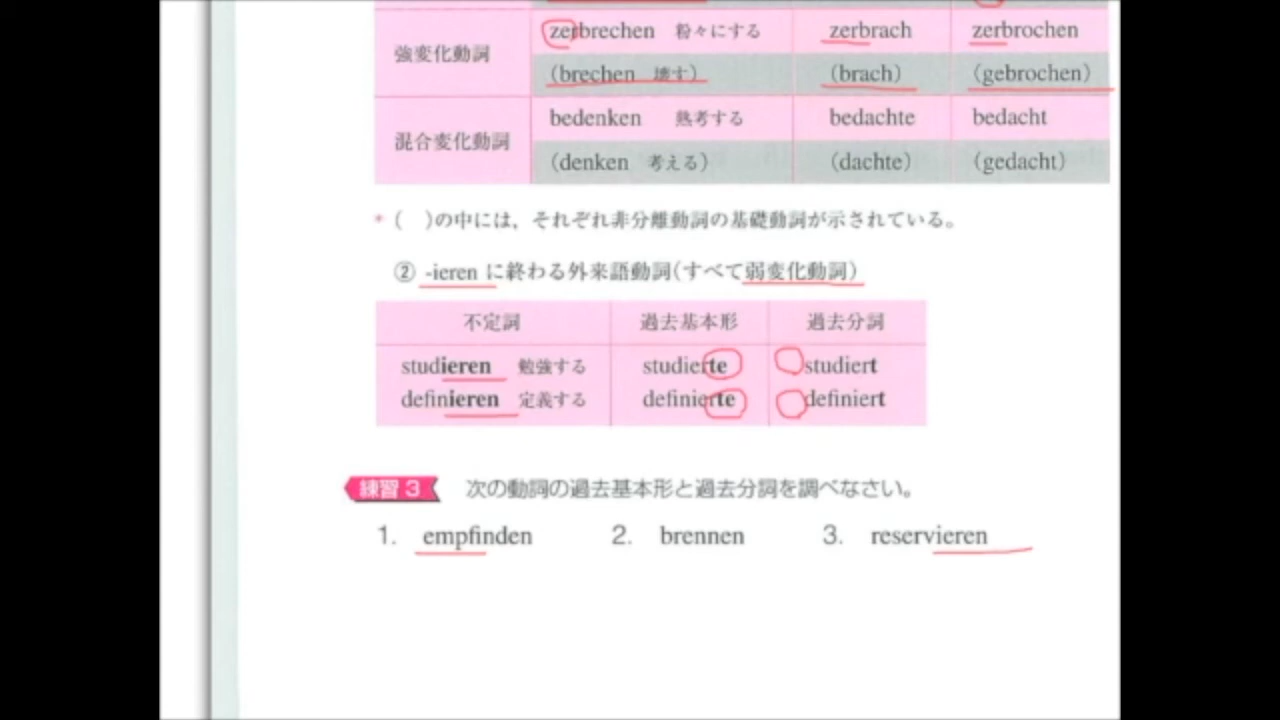 強変化動詞
zerbrechen 粉々にする zerbrach zerbrochen
(brechen 壊す) (brach) (gebrochen)
混合変化動詞
bedenken 熟考する bedachte bedacht
(denken 考える) (dachte) (gedacht)
* ( )の中には，それぞれ非分離動詞の基礎動詞が示されている。
② -ieren に終わる外来語動詞(すべて弱変化動詞)
不定詞 過去基本形 過去分詞
studieren 勉強する studierte studiert
definieren 定義する definierte definiert
練習 3 次の動詞の過去基本形と過去分詞を調べなさい。
1. empfinden 2. brennen 3. reservieren